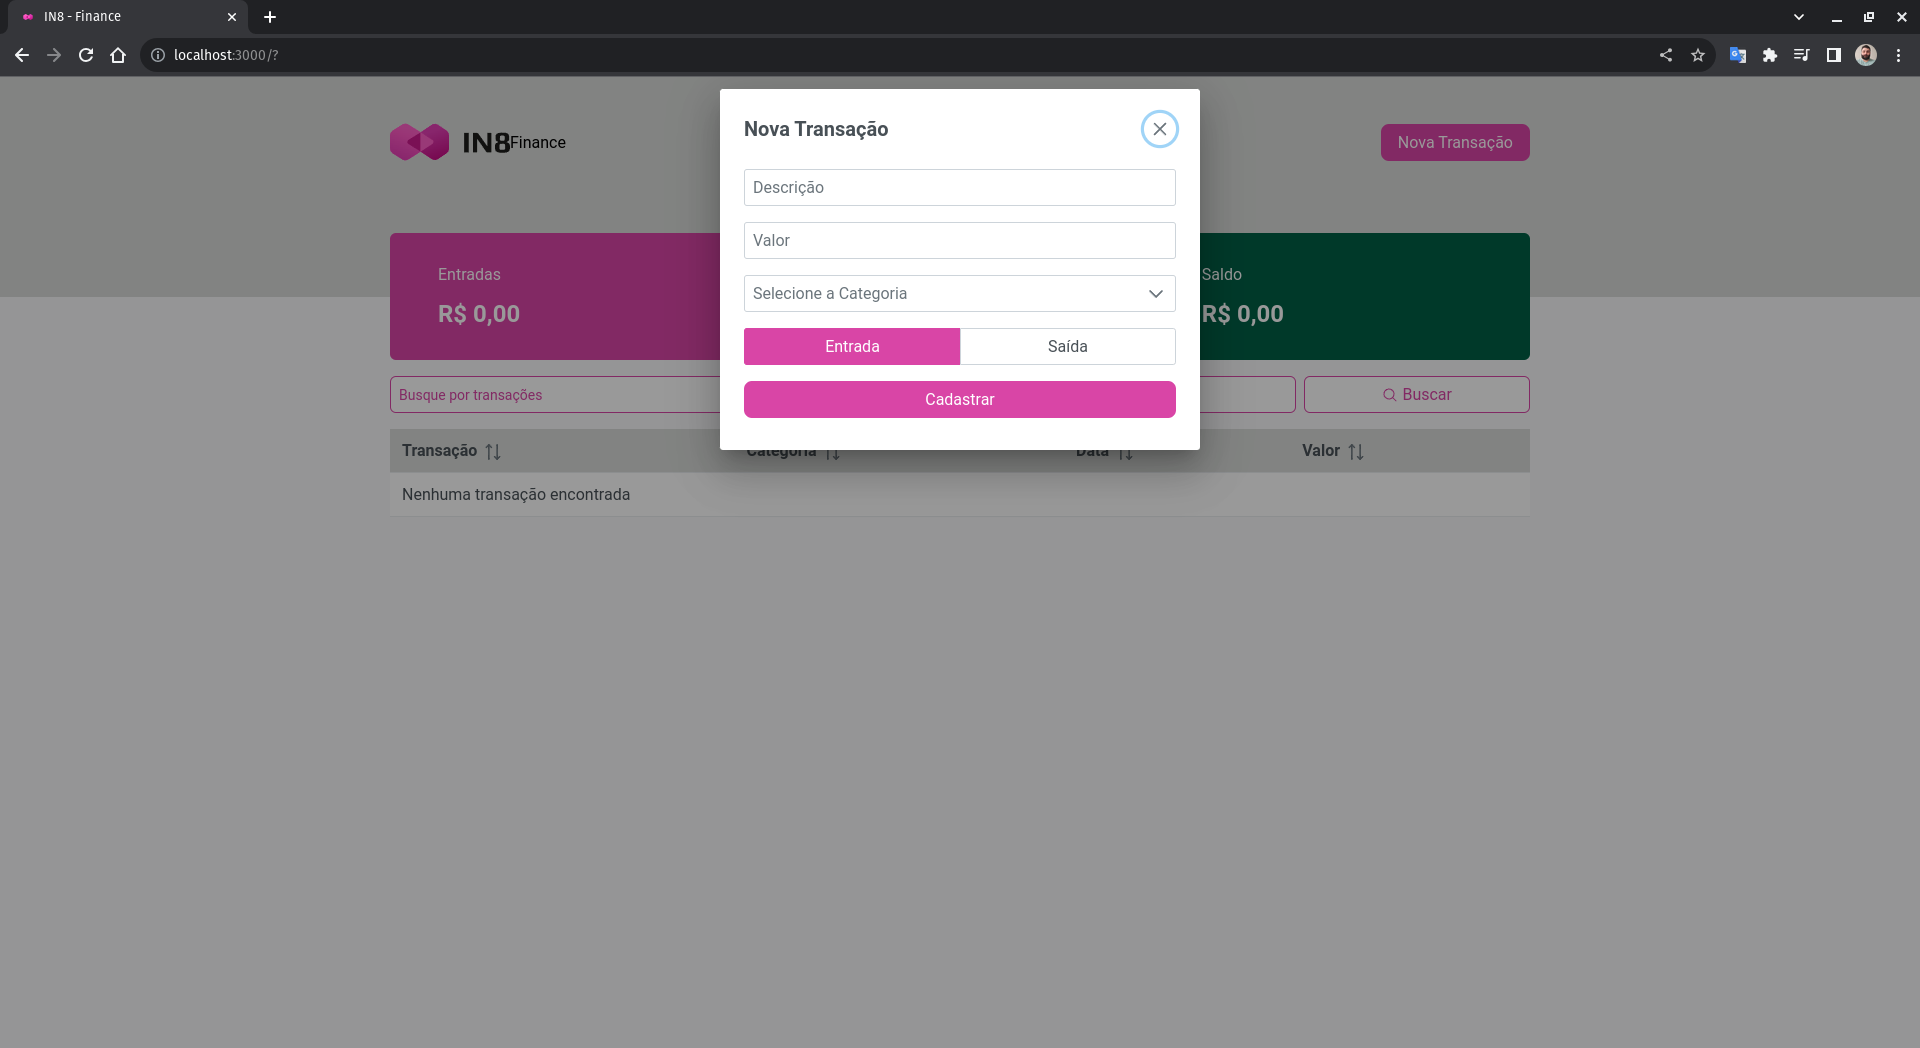 IN8 - Finance
localhost:3000/?
IN8Finance
Nova Transação
Nova Transação
Descrição
Valor
Selecione a Categoria
Entrada
Saída
Cadastrar
Entradas
R$ 0,00
Saldo
R$ 0,00
Busque por transações
Buscar
Transação
Categoria
Data
Valor
Nenhuma transação encontrada